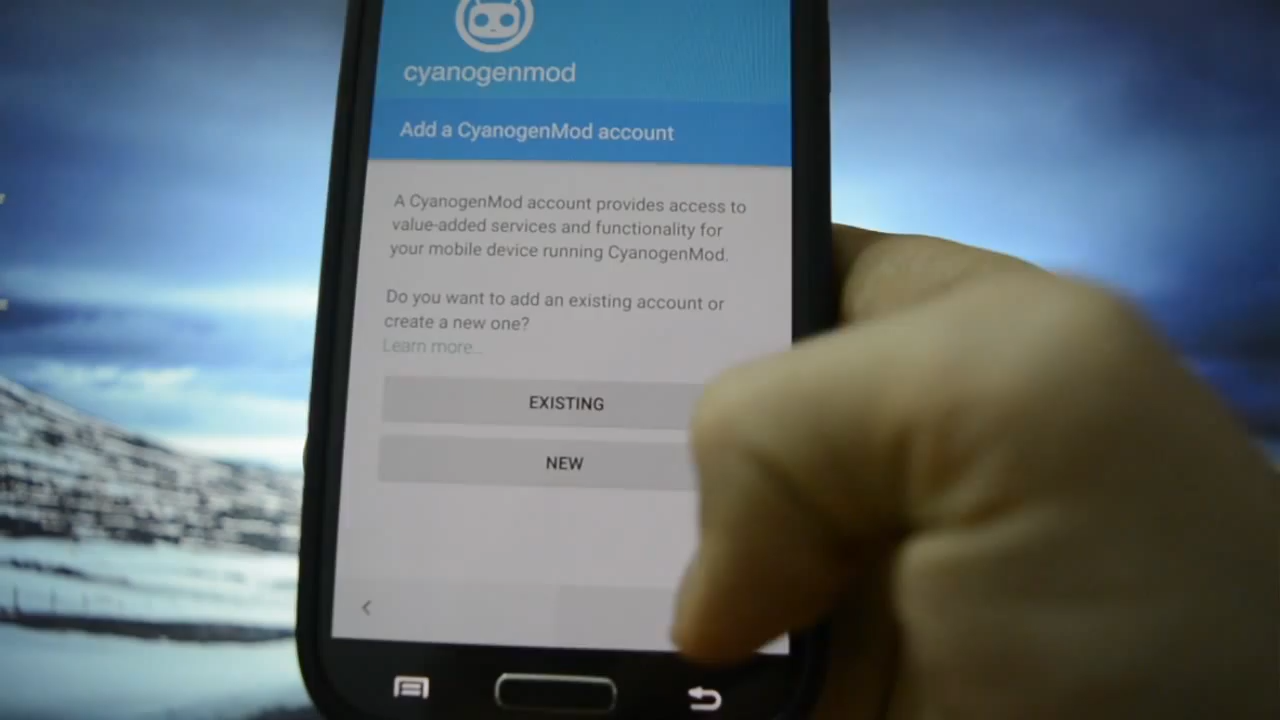 cyanogenmod
Add a CyanogenMod account
A CyanogenMod account provides access to
value-added services and functionality for
your mobile device running CyanogenMod.
Do you want to add an existing account or
create a new one?
Learn more...
EXISTING
NEW